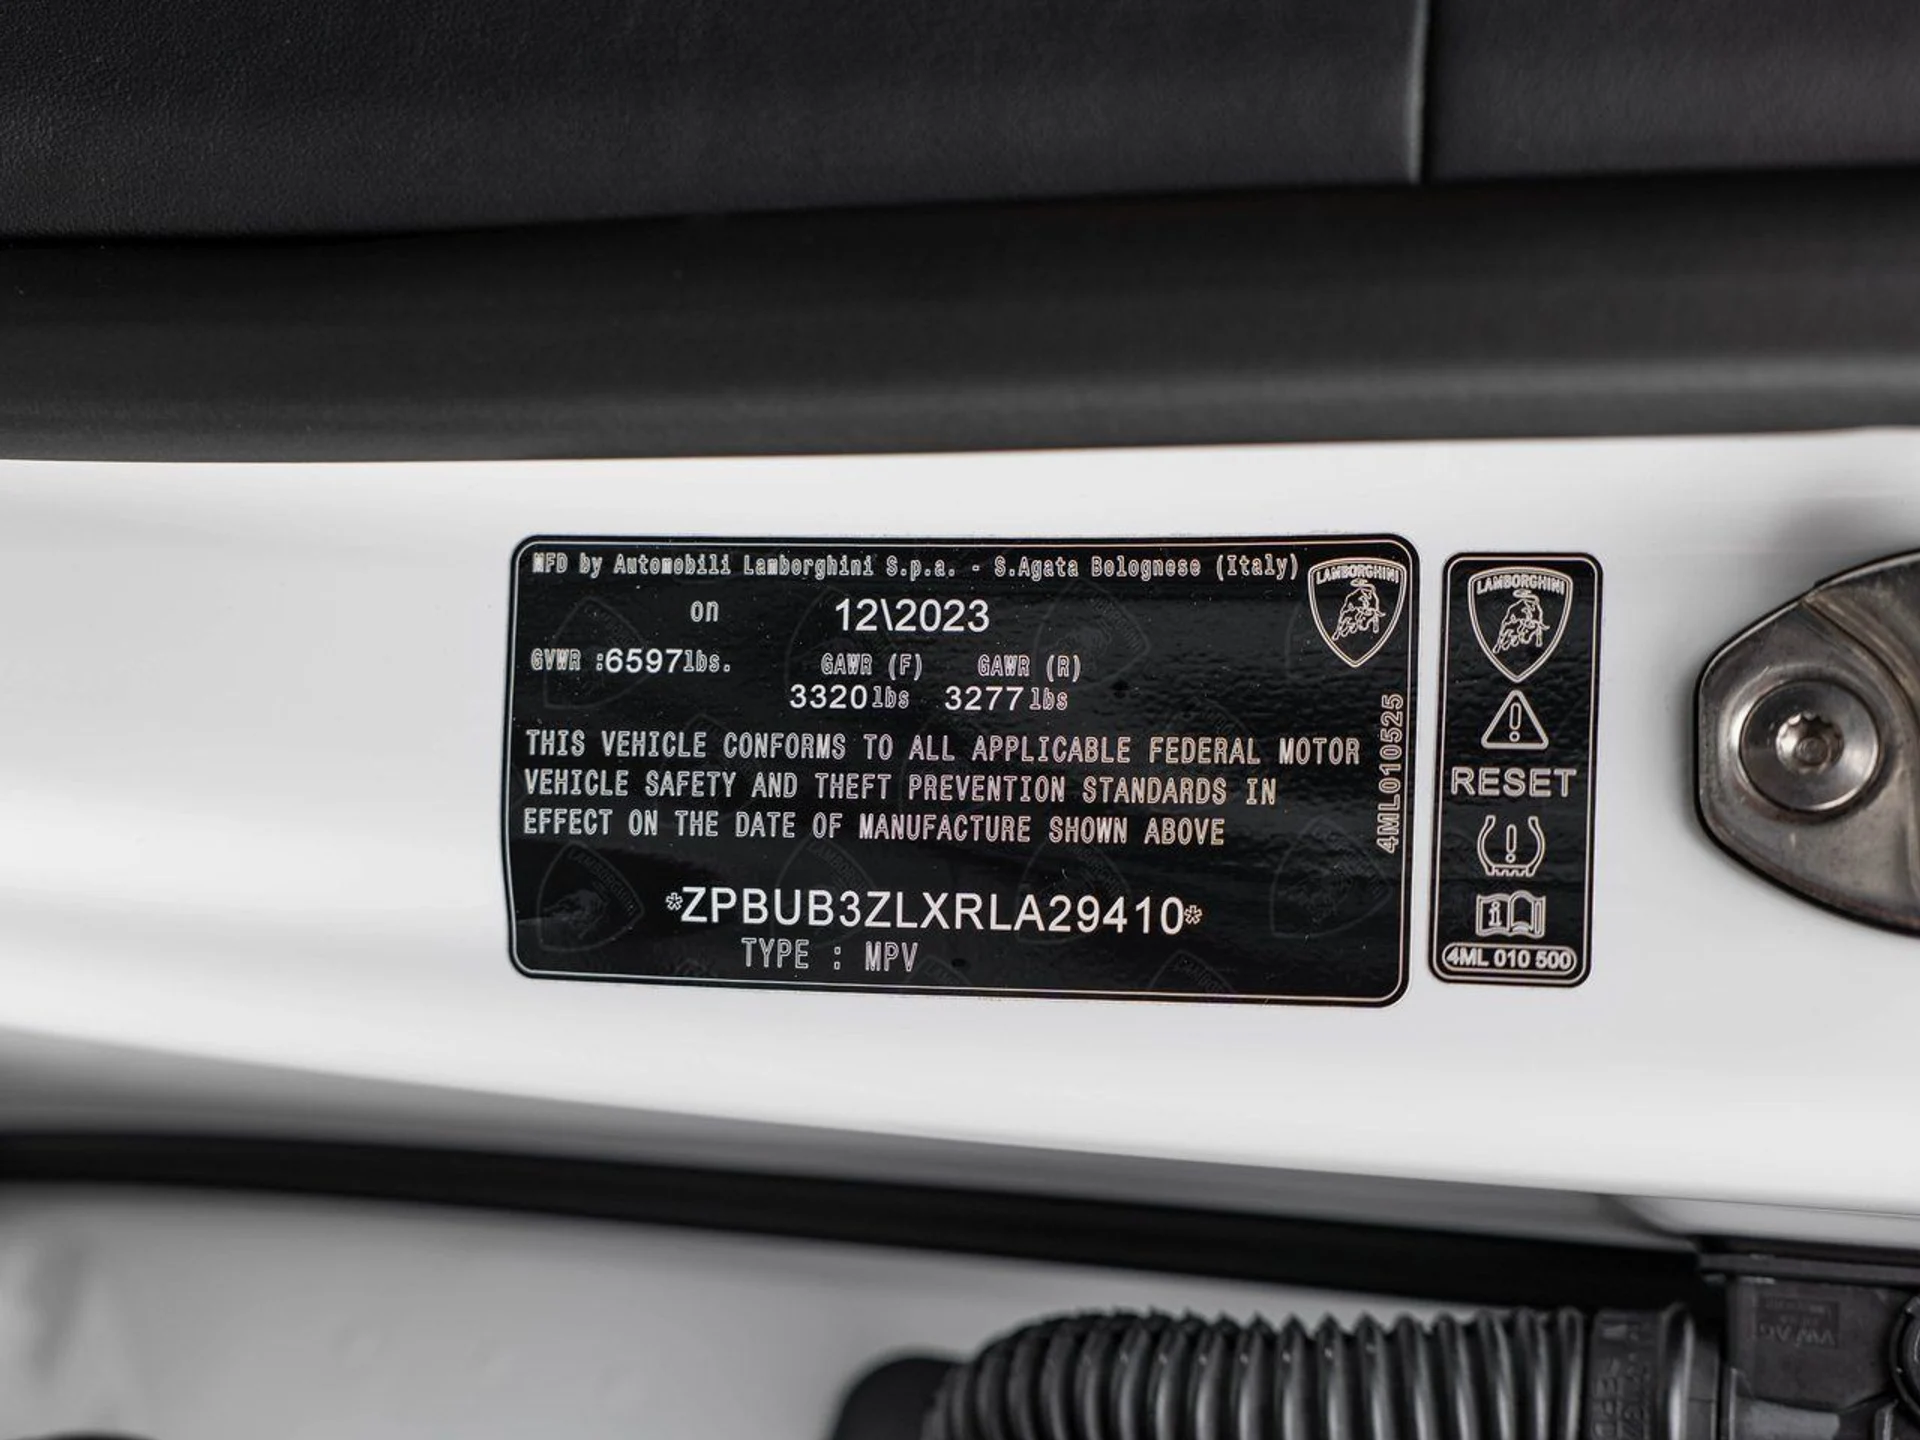 MFD by Automobili Lamborghini S.p.a. - S.Agata Bolognese (Italy)
on 12\2023
GVWR :6597lbs. GAWR (F) GAWR (R)
3320lbs 3277lbs
THIS VEHICLE CONFORMS TO ALL APPLICABLE FEDERAL MOTOR
VEHICLE SAFETY AND THEFT PREVENTION STANDARDS IN
EFFECT ON THE DATE OF MANUFACTURE SHOWN ABOVE
*ZPBUB3ZLXRLA29410*
TYPE : MPV
LAMBORGHINI
4ML010525
LAMBORGHINI
RESET
4ML 010 500
VW AG